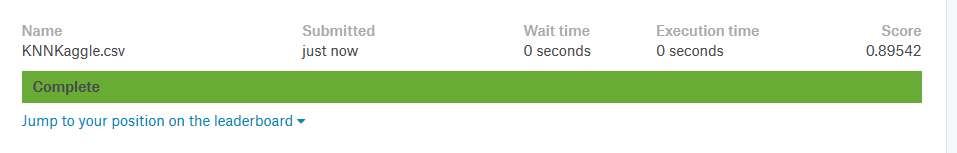 Name Submitted Wait time Execution time Score
KNNKaggle.csv just now 0 seconds 0 seconds 0.89542
Complete
Jump to your position on the leaderboard